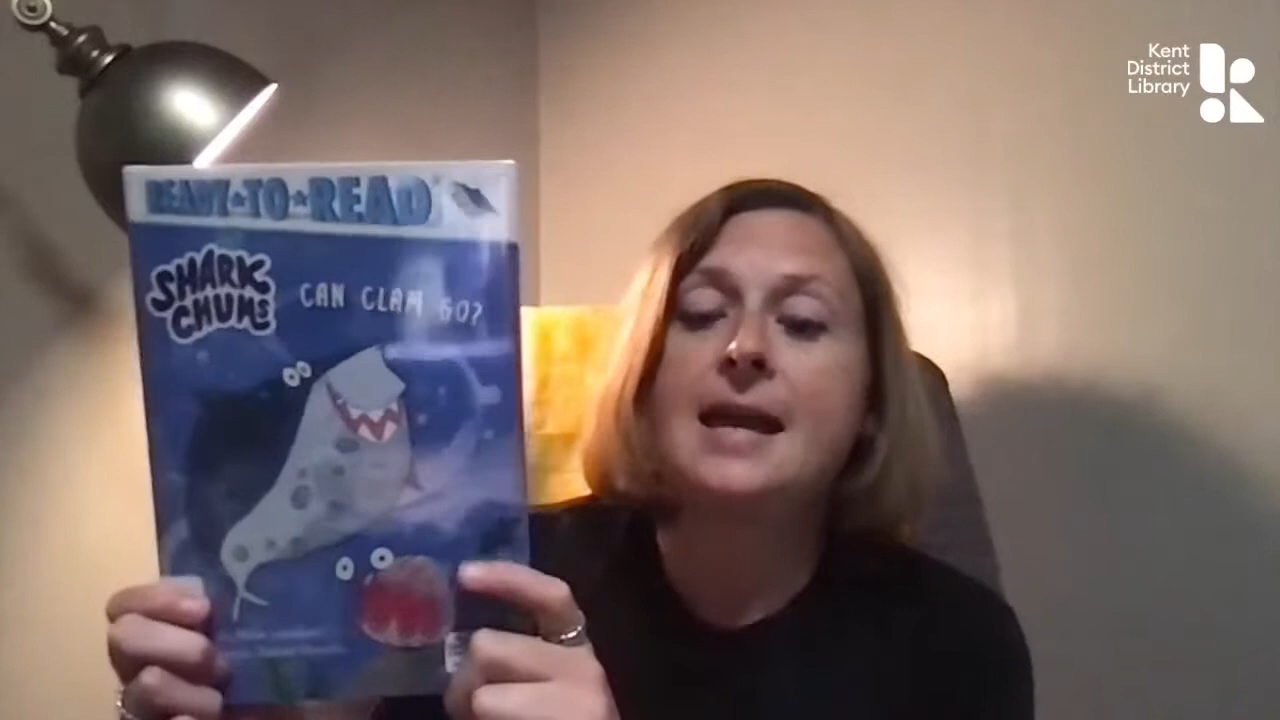 READY★TO★READ
SHARK
CHUMS
CAN CLAM GO?
Kent
District
Library